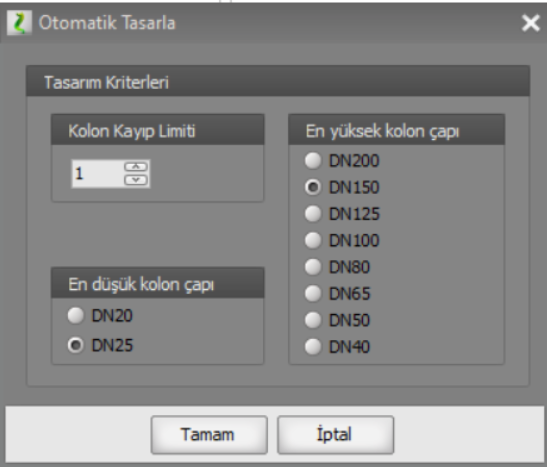 Otomatik Tasarla
Tasarım Kriterleri
Kolon Kayıp Limiti
1
En düşük kolon çapı
DN20
DN25
En yüksek kolon çapı
DN200
DN150
DN125
DN100
DN80
DN65
DN50
DN40
Tamam
İptal